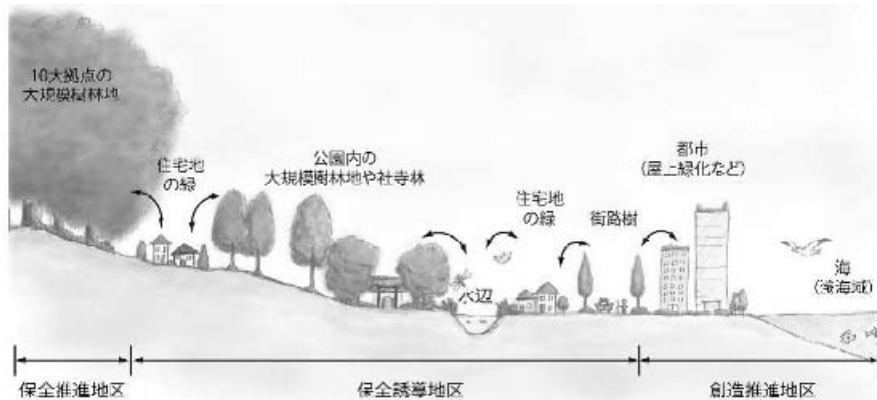 10大拠点の
大規模樹林地
住宅地
の緑
公園内の
大規模樹林地や社寺林
水辺
住宅地
の緑
街路樹
都市
(屋上緑化など)
海
(浅海域)
保全推進地区
保全誘導地区
創造推進地区